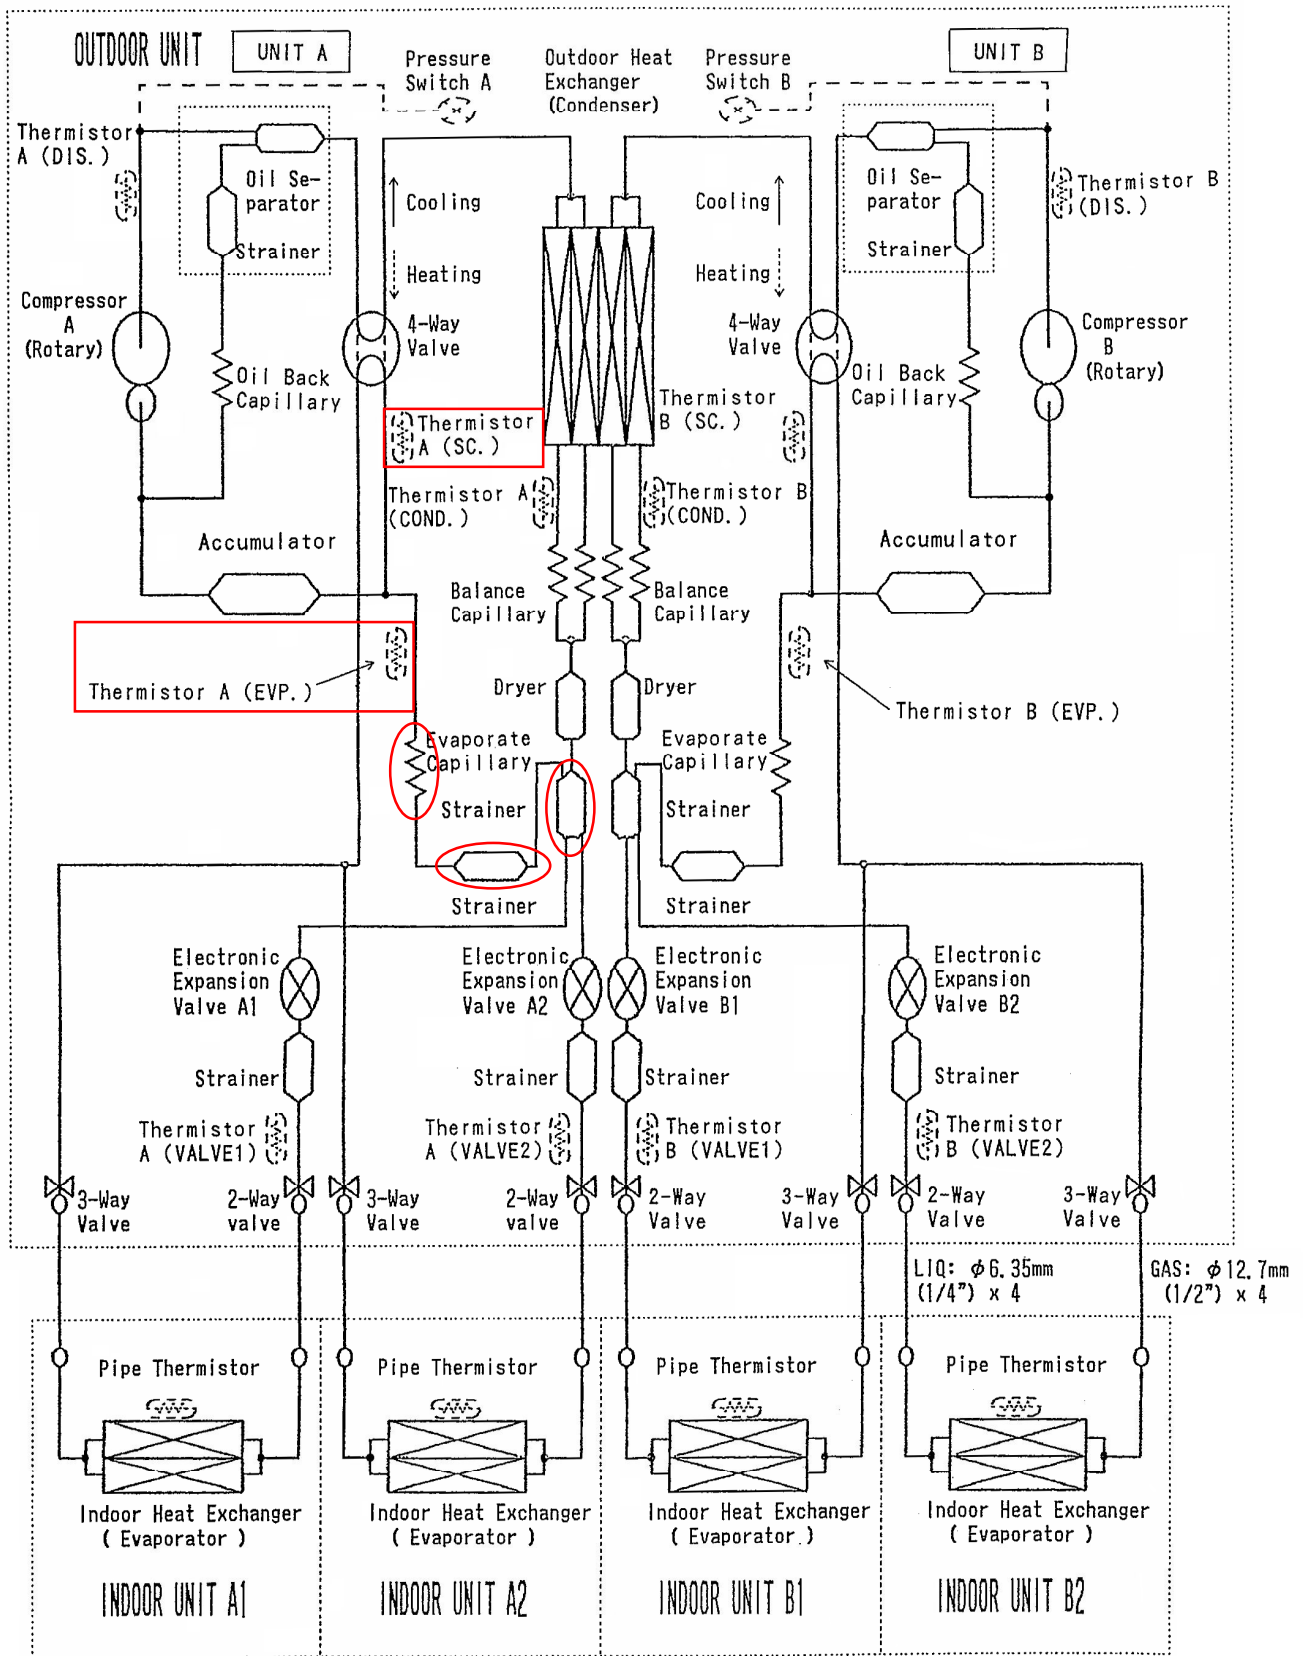 OUTDOOR UNIT
UNIT A
Pressure
Switch A
Outdoor Heat
Exchanger
(Condenser)
Pressure
Switch B
UNIT B
Thermistor
A (DIS.)
Oil Se-
parator
Strainer
Cooling
Heating
Cooling
Heating
Oil Se-
parator
Strainer
Thermistor B
(DIS.)
Compressor
A
(Rotary)
4-Way
Valve
4-Way
Valve
Compressor
B
(Rotary)
Oil Back
Capillary
Oil Back
Capillary
Thermistor
A (SC.)
Thermistor
B (SC.)
Thermistor A
(COND.)
Thermistor B
(COND.)
Accumulator
Accumulator
Balance
Capillary
Balance
Capillary
Thermistor A (EVP.)
Dryer
Dryer
Thermistor B (EVP.)
Evaporate
Capillary
Evaporate
Capillary
Strainer
Strainer
Strainer
Strainer
Electronic
Expansion
Valve A1
Electronic
Expansion
Valve A2
Electronic
Expansion
Valve B1
Electronic
Expansion
Valve B2
Strainer
Strainer
Strainer
Strainer
Thermistor
A (VALVE1)
Thermistor
A (VALVE2)
Thermistor
B (VALVE1)
Thermistor
B (VALVE2)
3-Way
Valve
2-Way
valve
3-Way
Valve
2-Way
valve
2-Way
Valve
3-Way
Valve
2-Way
Valve
3-Way
Valve
LIQ: φ6.35mm
(1/4") x 4
GAS: φ12.7mm
(1/2") x 4
Pipe Thermistor
Pipe Thermistor
Pipe Thermistor
Pipe Thermistor
Indoor Heat Exchanger
( Evaporator )
Indoor Heat Exchanger
( Evaporator )
Indoor Heat Exchanger
( Evaporator.)
Indoor Heat Exchanger
( Evaporator )
INDOOR UNIT A1
INDOOR UNIT A2
INDOOR UNIT B1
INDOOR UNIT B2